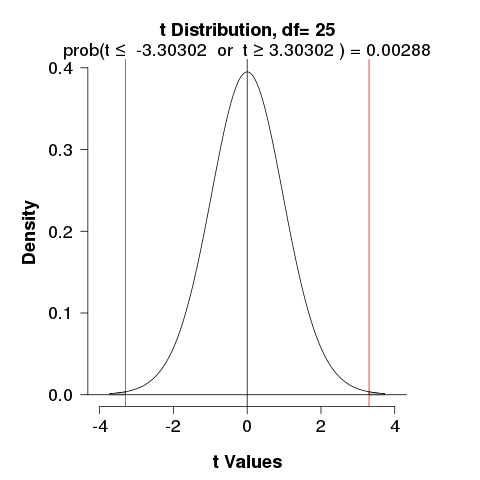 t Distribution, df= 25
prob(t ≤ -3.30302 or t ≥ 3.30302 ) = 0.00288
0.4
0.3
0.2
0.1
0.0
Density
-4 -2 0 2 4
t Values